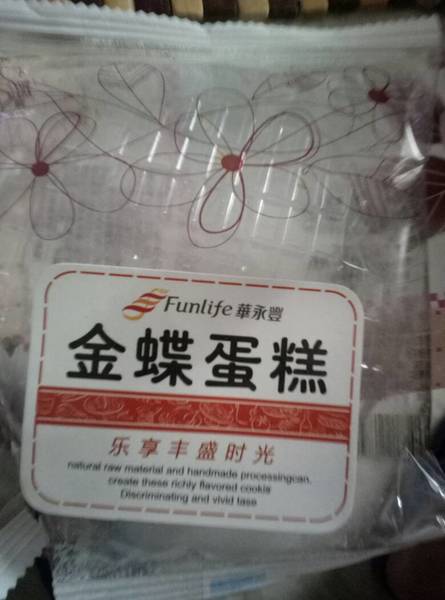 Funlife 華永豐
金蝶蛋糕
乐享丰盛时光
natural raw material and handmade processingcan,
create these richly flavored cookis
Discriminating and vivid tase